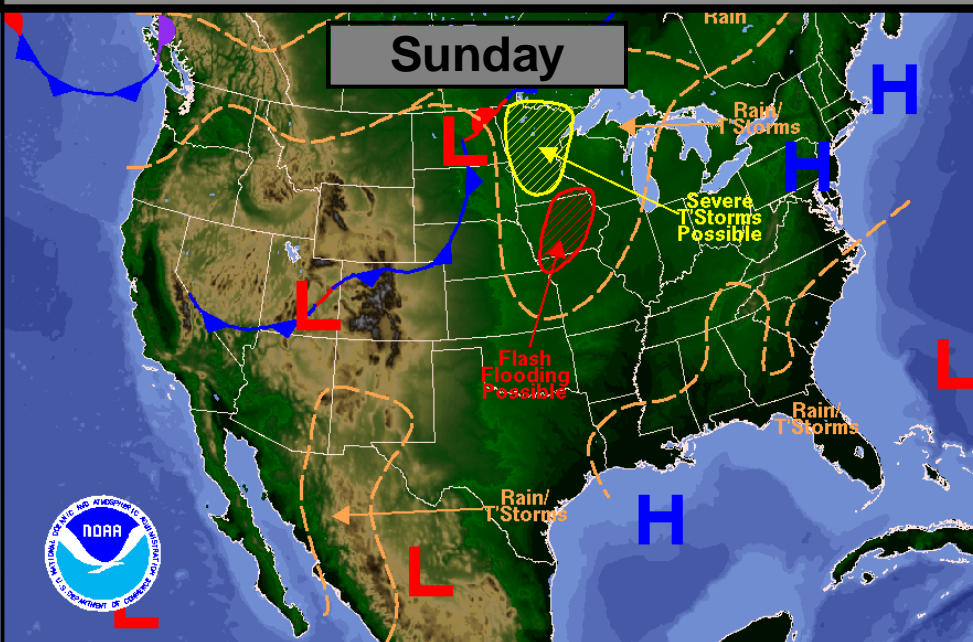 Sunday
Rain
H
Rain/
T'Storms
L
H
Severe
T'Storms
Possible
L
Flash
Flooding
Possible
L
Rain/
T'Storms
Rain/
T'Storms
H
L
L
NOAA
NATIONAL OCEANIC AND ATMOSPHERIC ADMINISTRATION
U.S. DEPARTMENT OF COMMERCE